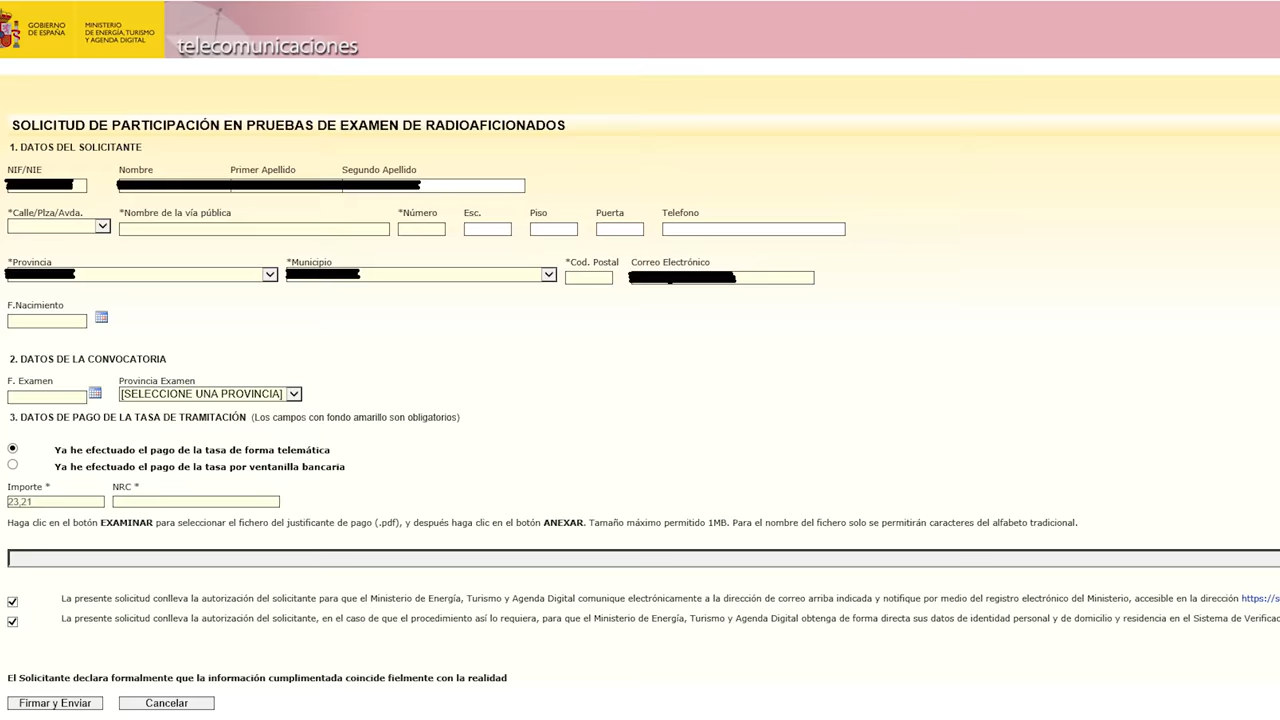 GOBIERNO
DE ESPAÑA
MINISTERIO
DE ENERGÍA, TURISMO
Y AGENDA DIGITAL
telecomunicaciones
SOLICITUD DE PARTICIPACIÓN EN PRUEBAS DE EXAMEN DE RADIOAFICIONADOS
1. DATOS DEL SOLICITANTE
NIF/NIE Nombre Primer Apellido Segundo Apellido
*Calle/Plza/Avda. *Nombre de la vía pública *Número Esc. Piso Puerta Telefono
*Provincia *Municipio *Cod. Postal Correo Electrónico
F.Nacimiento
2. DATOS DE LA CONVOCATORIA
F. Examen Provincia Examen
[SELECCIONE UNA PROVINCIA]
3. DATOS DE PAGO DE LA TASA DE TRAMITACIÓN (Los campos con fondo amarillo son obligatorios)
Ya he efectuado el pago de la tasa de forma telemática
Ya he efectuado el pago de la tasa por ventanilla bancaria
Importe * NRC *
23,21
Haga clic en el botón EXAMINAR para seleccionar el fichero del justificante de pago (.pdf), y después haga clic en el botón ANEXAR. Tamaño máximo permitido 1MB. Para el nombre del fichero solo se permitirán caracteres del alfabeto tradicional.
La presente solicitud conlleva la autorización del solicitante para que el Ministerio de Energía, Turismo y Agenda Digital comunique electrónicamente a la dirección de correo arriba indicada y notifique por medio del registro electrónico del Ministerio, accesible en la dirección https://s
La presente solicitud conlleva la autorización del solicitante, en el caso de que el procedimiento así lo requiera, para que el Ministerio de Energía, Turismo y Agenda Digital obtenga de forma directa sus datos de identidad personal y de domicilio y residencia en el Sistema de Verificac
El Solicitante declara formalmente que la información cumplimentada coincide fielmente con la realidad
Firmar y Enviar Cancelar